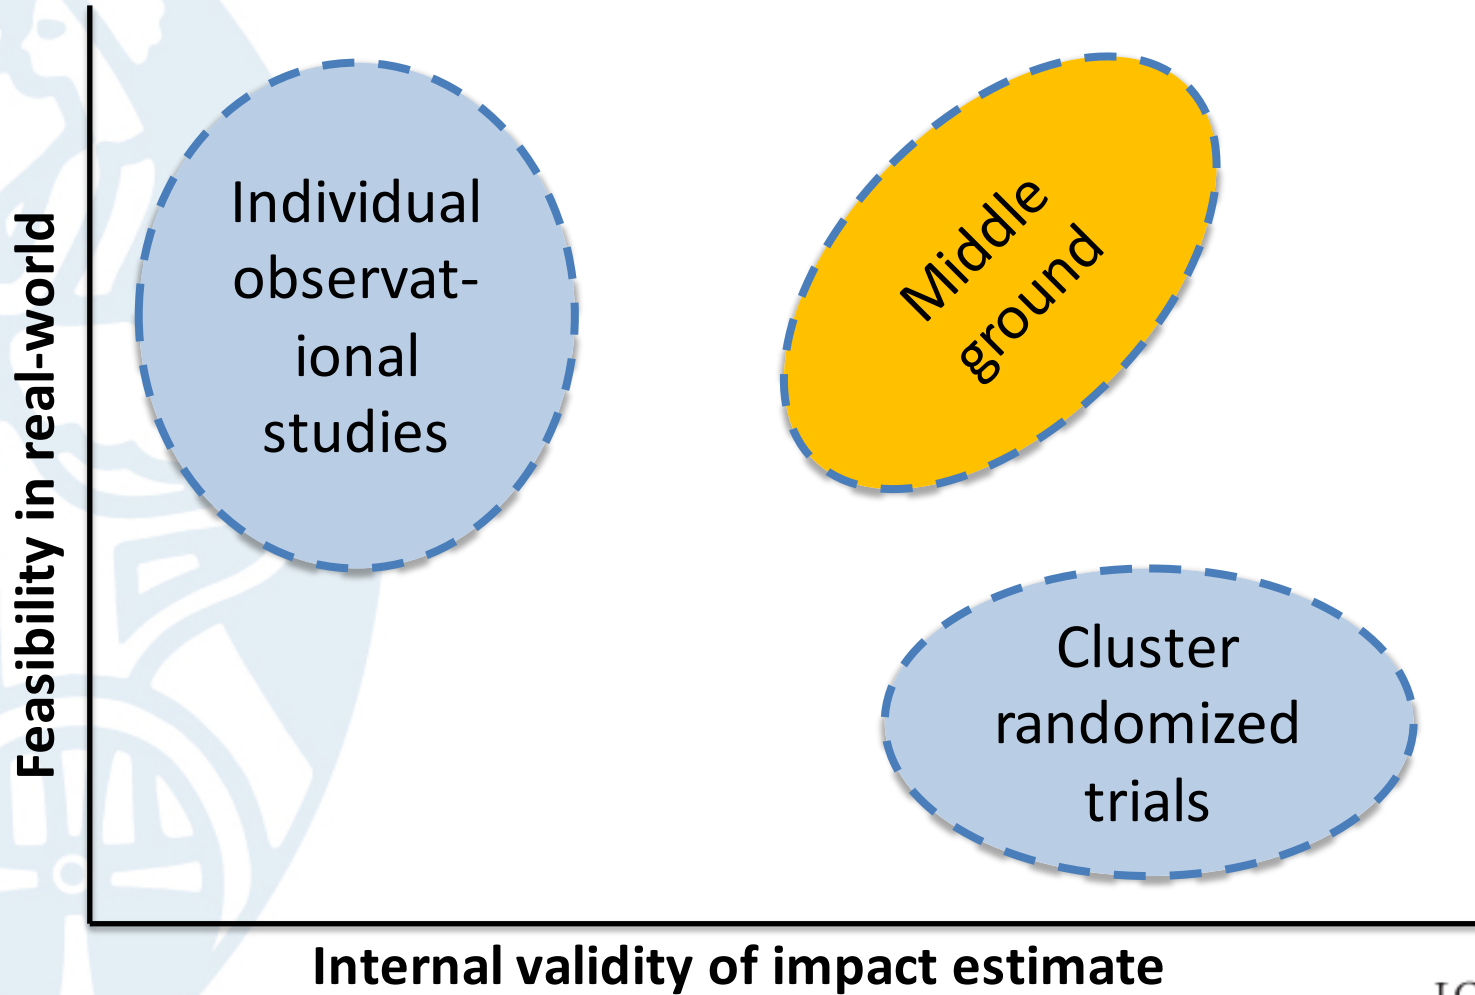 Feasibility in real-world
Individual
observat-
ional
studies
Middle
ground
Cluster
randomized
trials
Internal validity of impact estimate